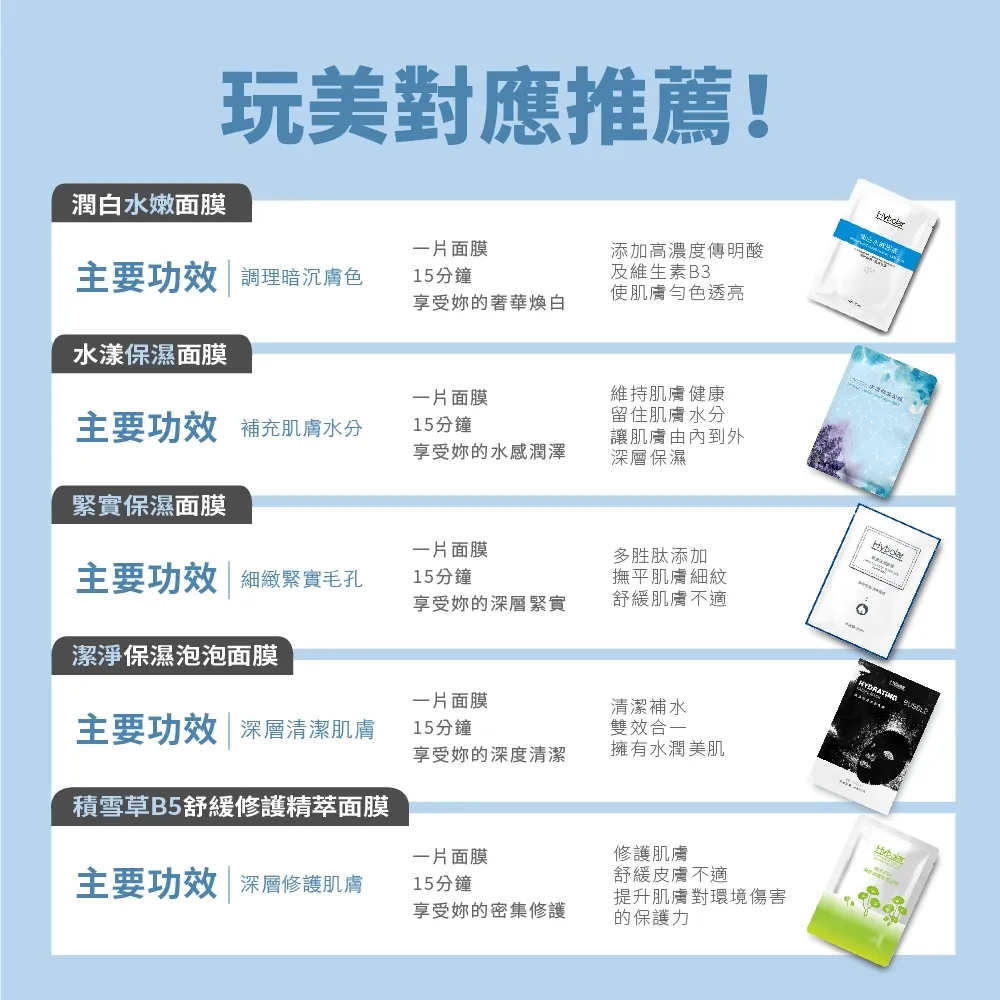 玩美對應推薦！
潤白水嫩面膜
主要功效
調理暗沉膚色
一片面膜
15分鐘
享受妳的奢華煥白
添加高濃度傳明酸
及維生素B3
使肌膚勻色透亮
Hybolar
水漾保濕面膜
主要功效
補充肌膚水分
一片面膜
15分鐘
享受妳的水感潤澤
維持肌膚健康
留住肌膚水分
讓肌膚由內到外
深層保濕
緊實保濕面膜
主要功效
細緻緊實毛孔
一片面膜
15分鐘
享受妳的深層緊實
多胜肽添加
撫平肌膚細紋
舒緩肌膚不適
Hybolar
潔淨保濕泡泡面膜
主要功效
深層清潔肌膚
一片面膜
15分鐘
享受妳的深度清潔
清潔補水
雙效合一
擁有水潤美肌
HYDRATING
BUBBLE
積雪草B5舒緩修護精萃面膜
主要功效
深層修護肌膚
一片面膜
15分鐘
享受妳的密集修護
修護肌膚
舒緩皮膚不適
提升肌膚對環境傷害
的保護力
Hybolar